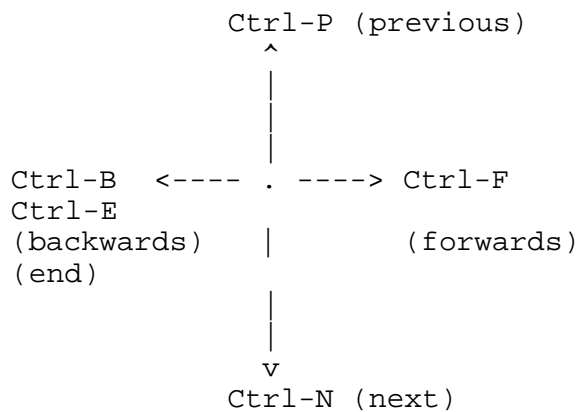 Ctrl-P (previous)
^
|
|
|
Ctrl-B <---- . ----> Ctrl-F
Ctrl-E
(backwards) | (forwards)
(end)
|
|
v
Ctrl-N (next)